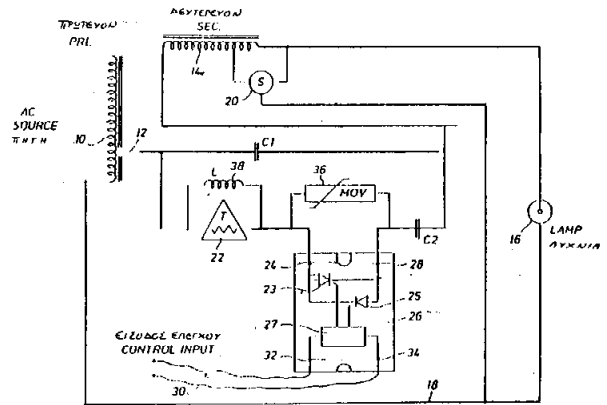 ΠΡΩΤΕΥΟΝ
PRI.
ΔΕΥΤΕΡΕΥΟΝ
SEC.
14
S
20
AC
SOURCE
ΠΗΓΗ
10
12
C1
L
38
T
22
36
MOV
C2
16
LAMP
ΛΥΧΝΙΑ
24
28
23
25
26
27
ΕΙΣΟΔΟΣ ΕΛΕΓΧΟΥ
CONTROL INPUT
32
34
30
18